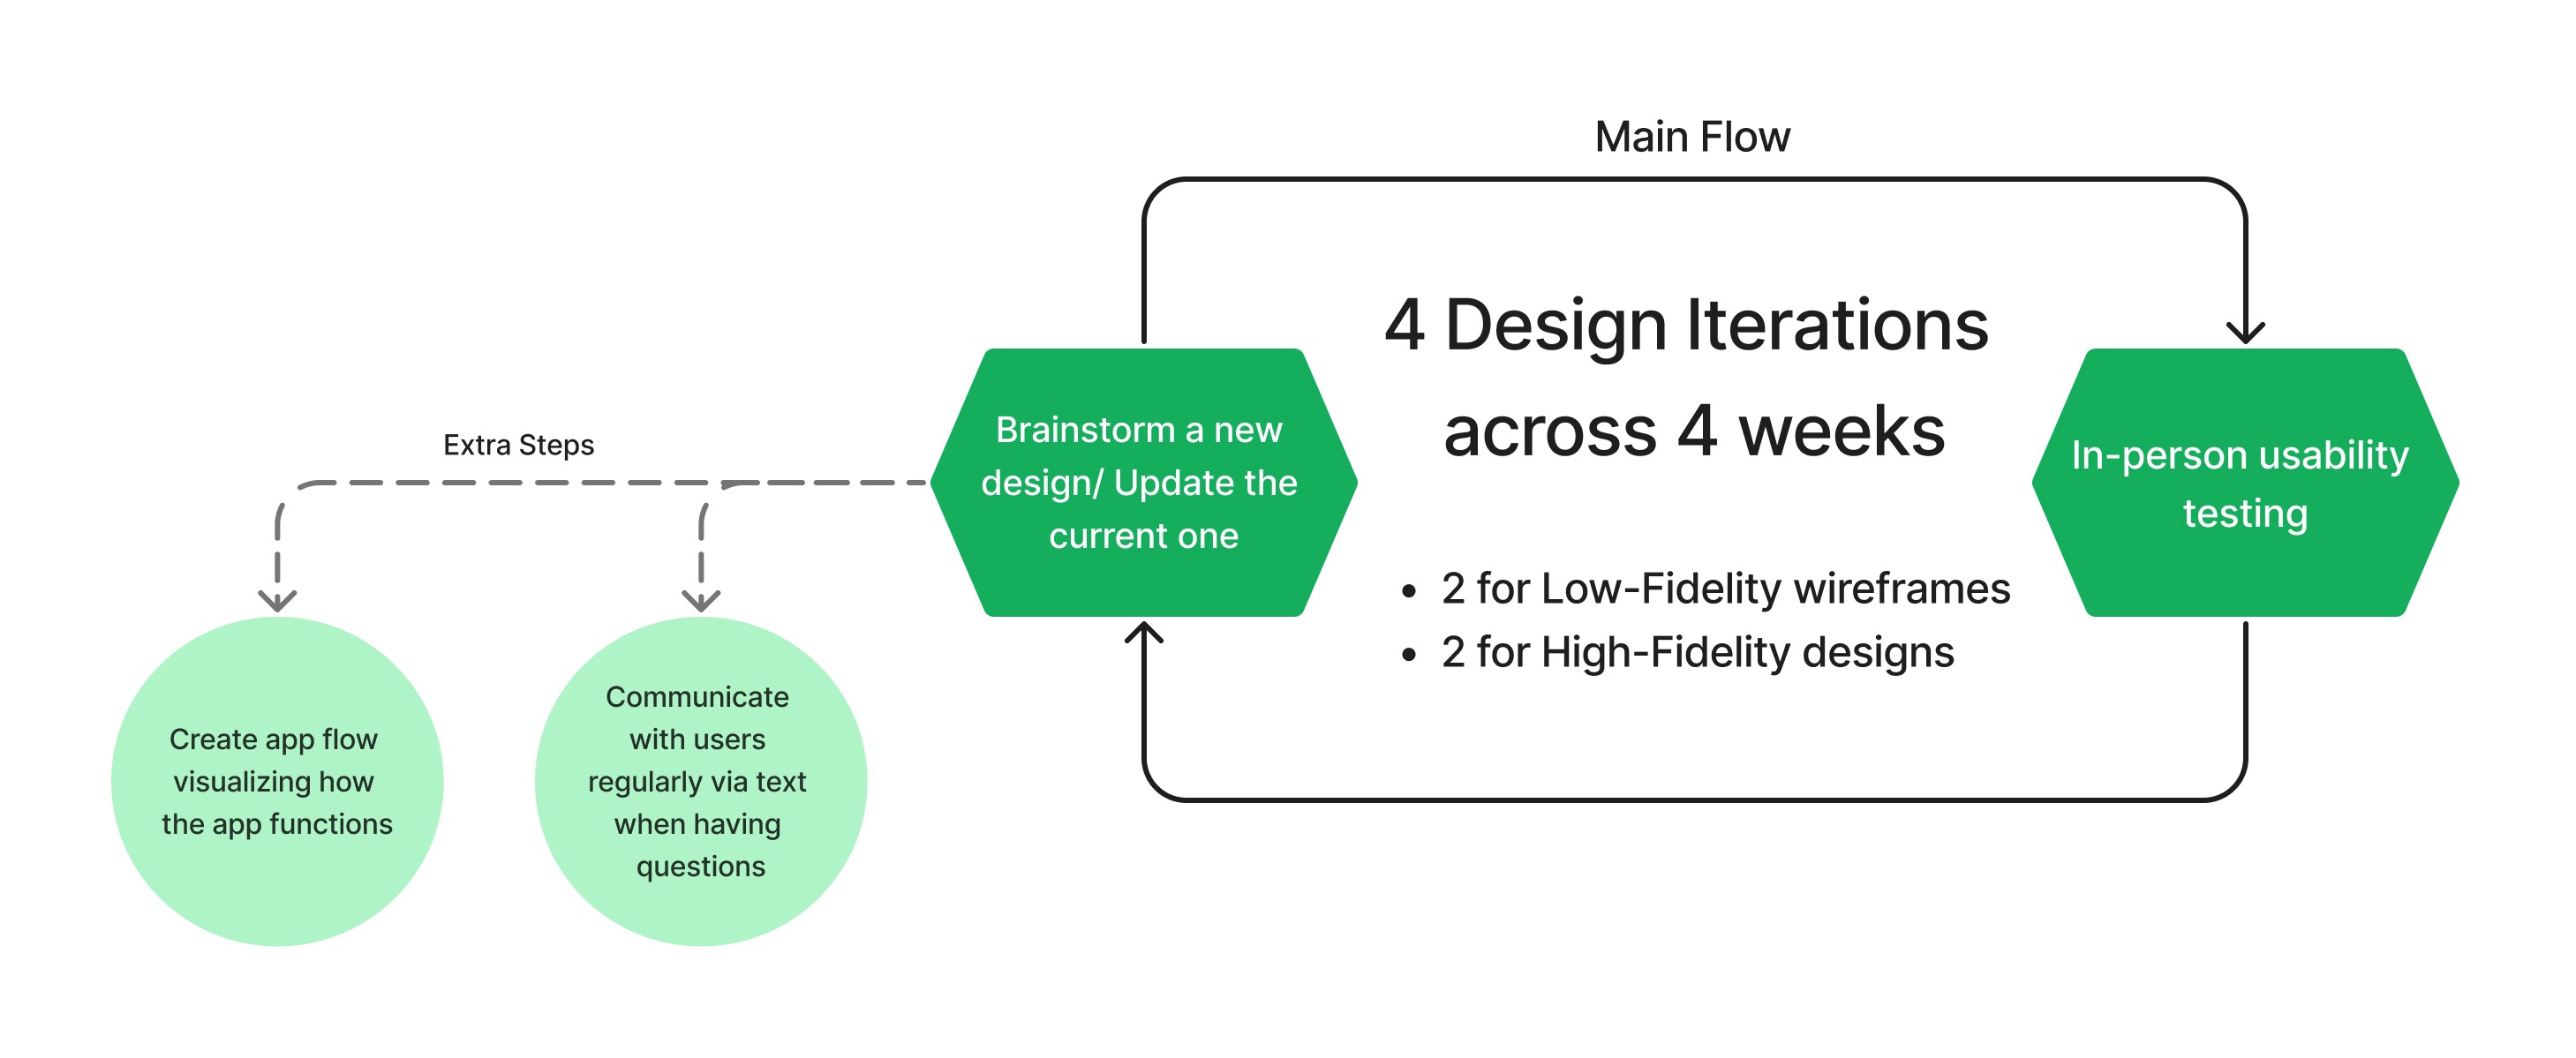 Main Flow
4 Design Iterations
across 4 weeks
• 2 for Low-Fidelity wireframes
• 2 for High-Fidelity designs
Brainstorm a new
design/ Update the
current one
In-person usability
testing
Extra Steps
Create app flow
visualizing how
the app functions
Communicate
with users
regularly via text
when having
questions